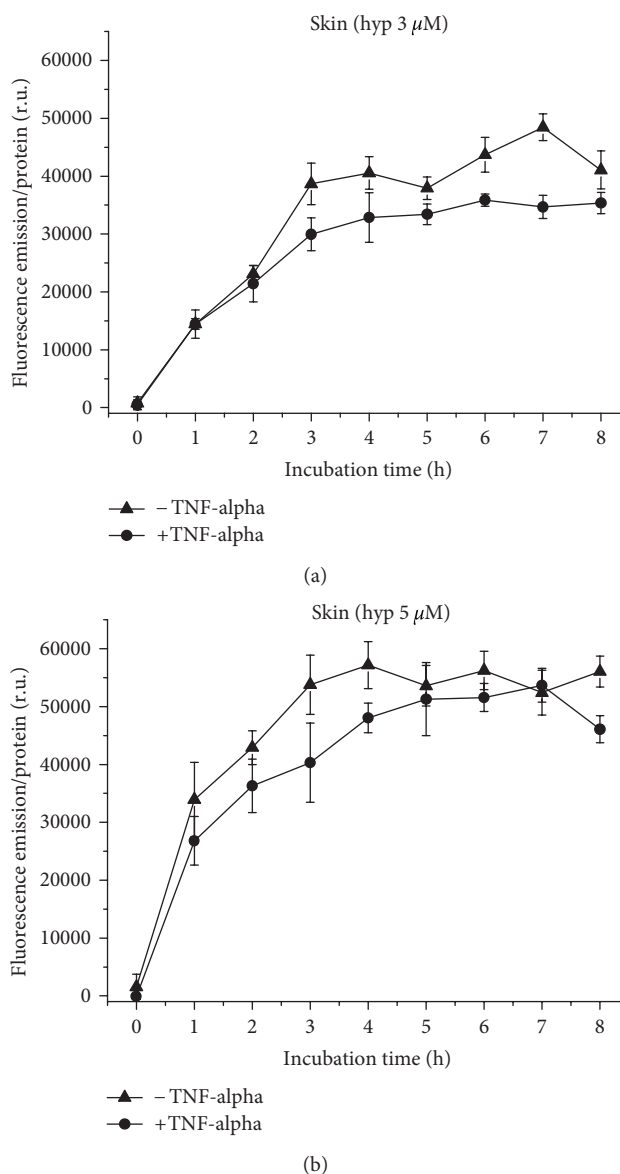 Skin (hyp 3 μM)
Fluorescence emission/protein (r.u.)
60000
50000
40000
30000
20000
10000
0
0 1 2 3 4 5 6 7 8
Incubation time (h)
− TNF-alpha
+TNF-alpha
(a)
Skin (hyp 5 μM)
Fluorescence emission/protein (r.u.)
60000
50000
40000
30000
20000
10000
0
0 1 2 3 4 5 6 7 8
Incubation time (h)
− TNF-alpha
+TNF-alpha
(b)